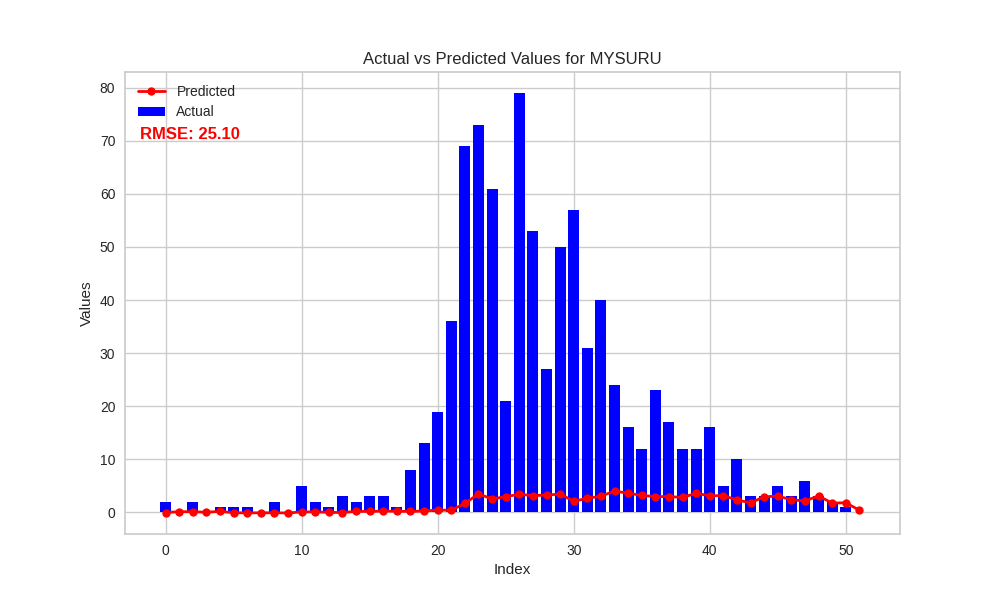 Actual vs Predicted Values for MYSURU
Predicted
Actual
RMSE: 25.10
Values
80
70
60
50
40
30
20
10
0
0 10 20 30 40 50
Index